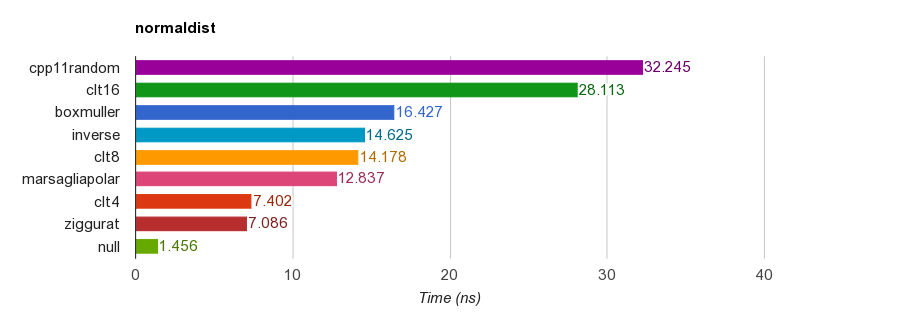 normaldist
cpp11random 32.245
clt16 28.113
boxmuller 16.427
inverse 14.625
clt8 14.178
marsagliapolar 12.837
clt4 7.402
ziggurat 7.086
null 1.456
0 10 20 30 40
Time (ns)